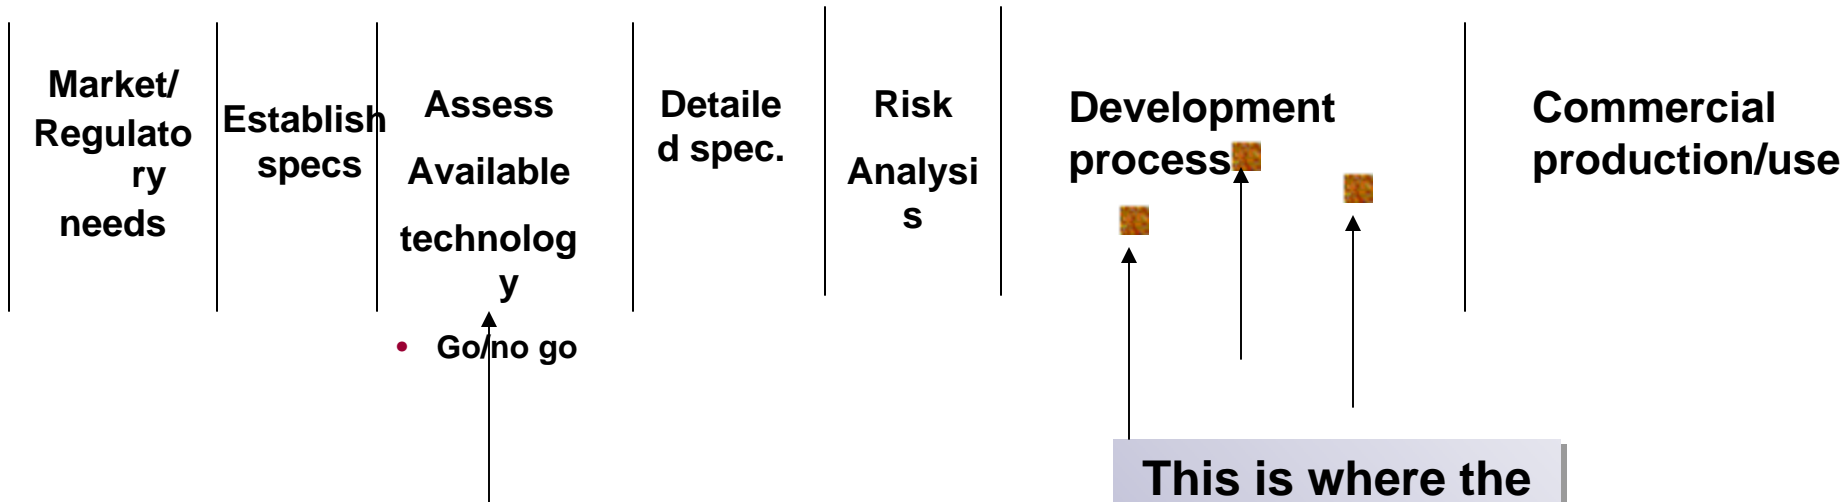 Market/
Regulato
ry
needs
Establish
specs
Assess
Available
technolog
y
• Go/no go
Detaile
d spec.
Risk
Analysi
s
Development
process
Commercial
production/use
This is where the